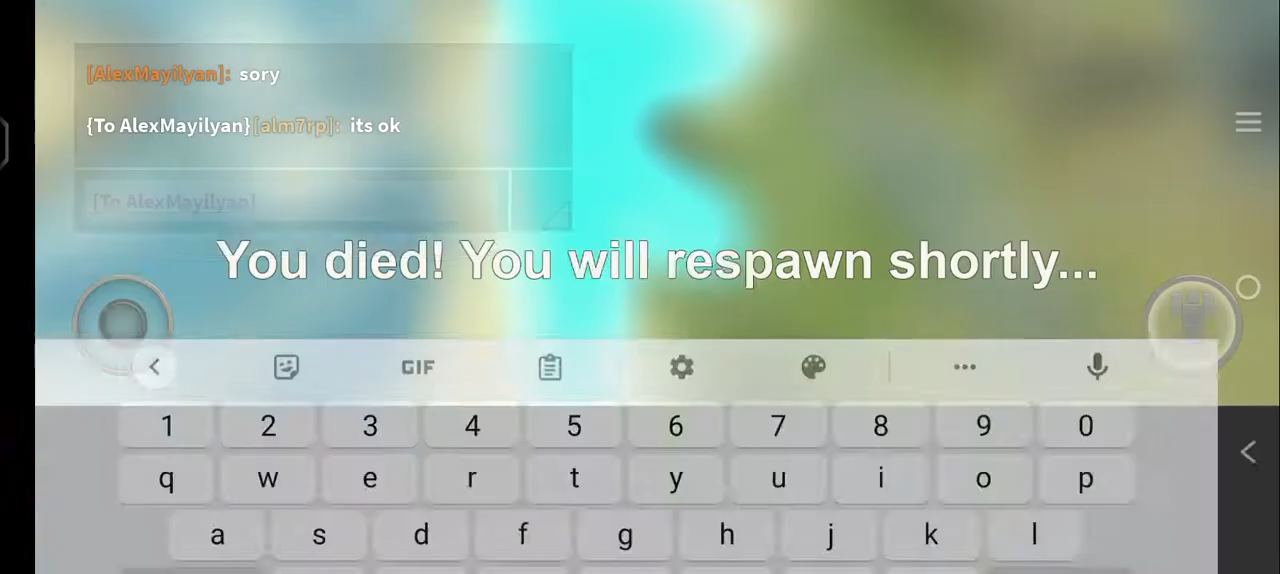 [AlexMayilyan]: sory
{To AlexMayilyan}[alm7rp]: its ok
[To AlexMayilyan]
You died! You will respawn shortly...
GIF
1 2 3 4 5 6 7 8 9 0
q w e r t y u i o p
a s d f g h j k l